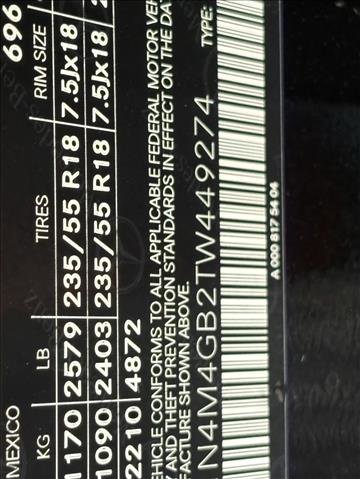 MEXICO 696
KG LB TIRES RIM SIZE
1170 2579 235/55 R18 7.5Jx18
1090 2403 235/55 R18 7.5Jx18
2210 4872
HICLE CONFORMS TO ALL APPLICABLE FEDERAL MOTOR VE
Y AND THEFT PREVENTION STANDARDS IN EFFECT ON THE DA
FACTURE SHOWN ABOVE.
N4M4GB2TW449274 TYPE:
A 000 817 54 04